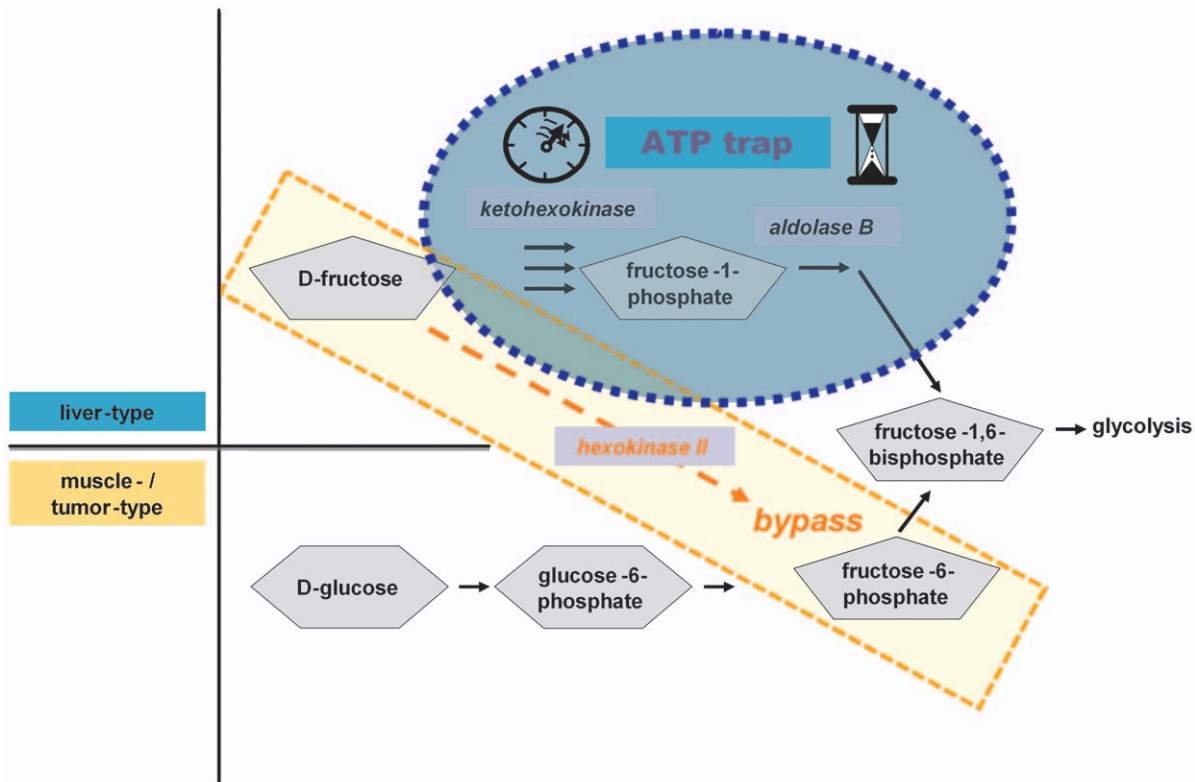 ATP trap
ketohexokinase
aldolase B
D-fructose
fructose -1-
phosphate
liver-type
hexokinase II
fructose -1,6-
bisphosphate
glycolysis
muscle- /
tumor-type
bypass
D-glucose
glucose -6-
phosphate
fructose -6-
phosphate